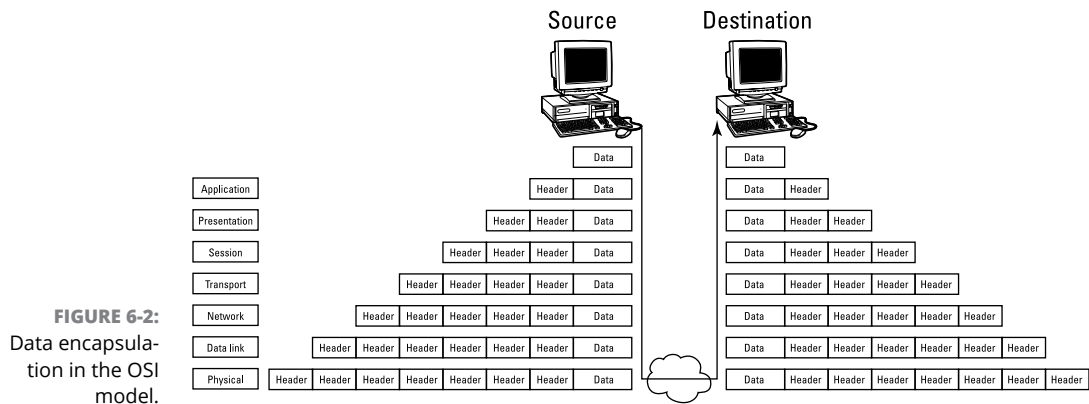 Source Destination
Data Data
Application Header Data Data Header
Presentation Header Header Data Data Header Header
Session Header Header Header Data Data Header Header Header
Transport Header Header Header Header Data Data Header Header Header Header
Network Header Header Header Header Header Data Data Header Header Header Header Header
Data link Header Header Header Header Header Header Data Data Header Header Header Header Header Header
Physical Header Header Header Header Header Header Header Data Data Header Header Header Header Header Header Header
FIGURE 6-2:
Data encapsula-
tion in the OSI
model.